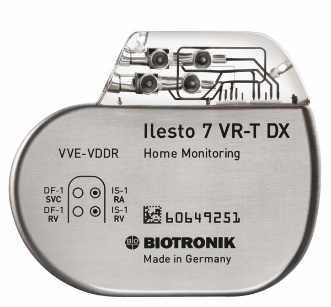 Ilesto 7 VR-T DX
VVE-VDDR Home Monitoring
DF-1 SVC IS-1 RA
DF-1 RV IS-1 RV
60649251
BIO BIOTRONIK
Made in Germany